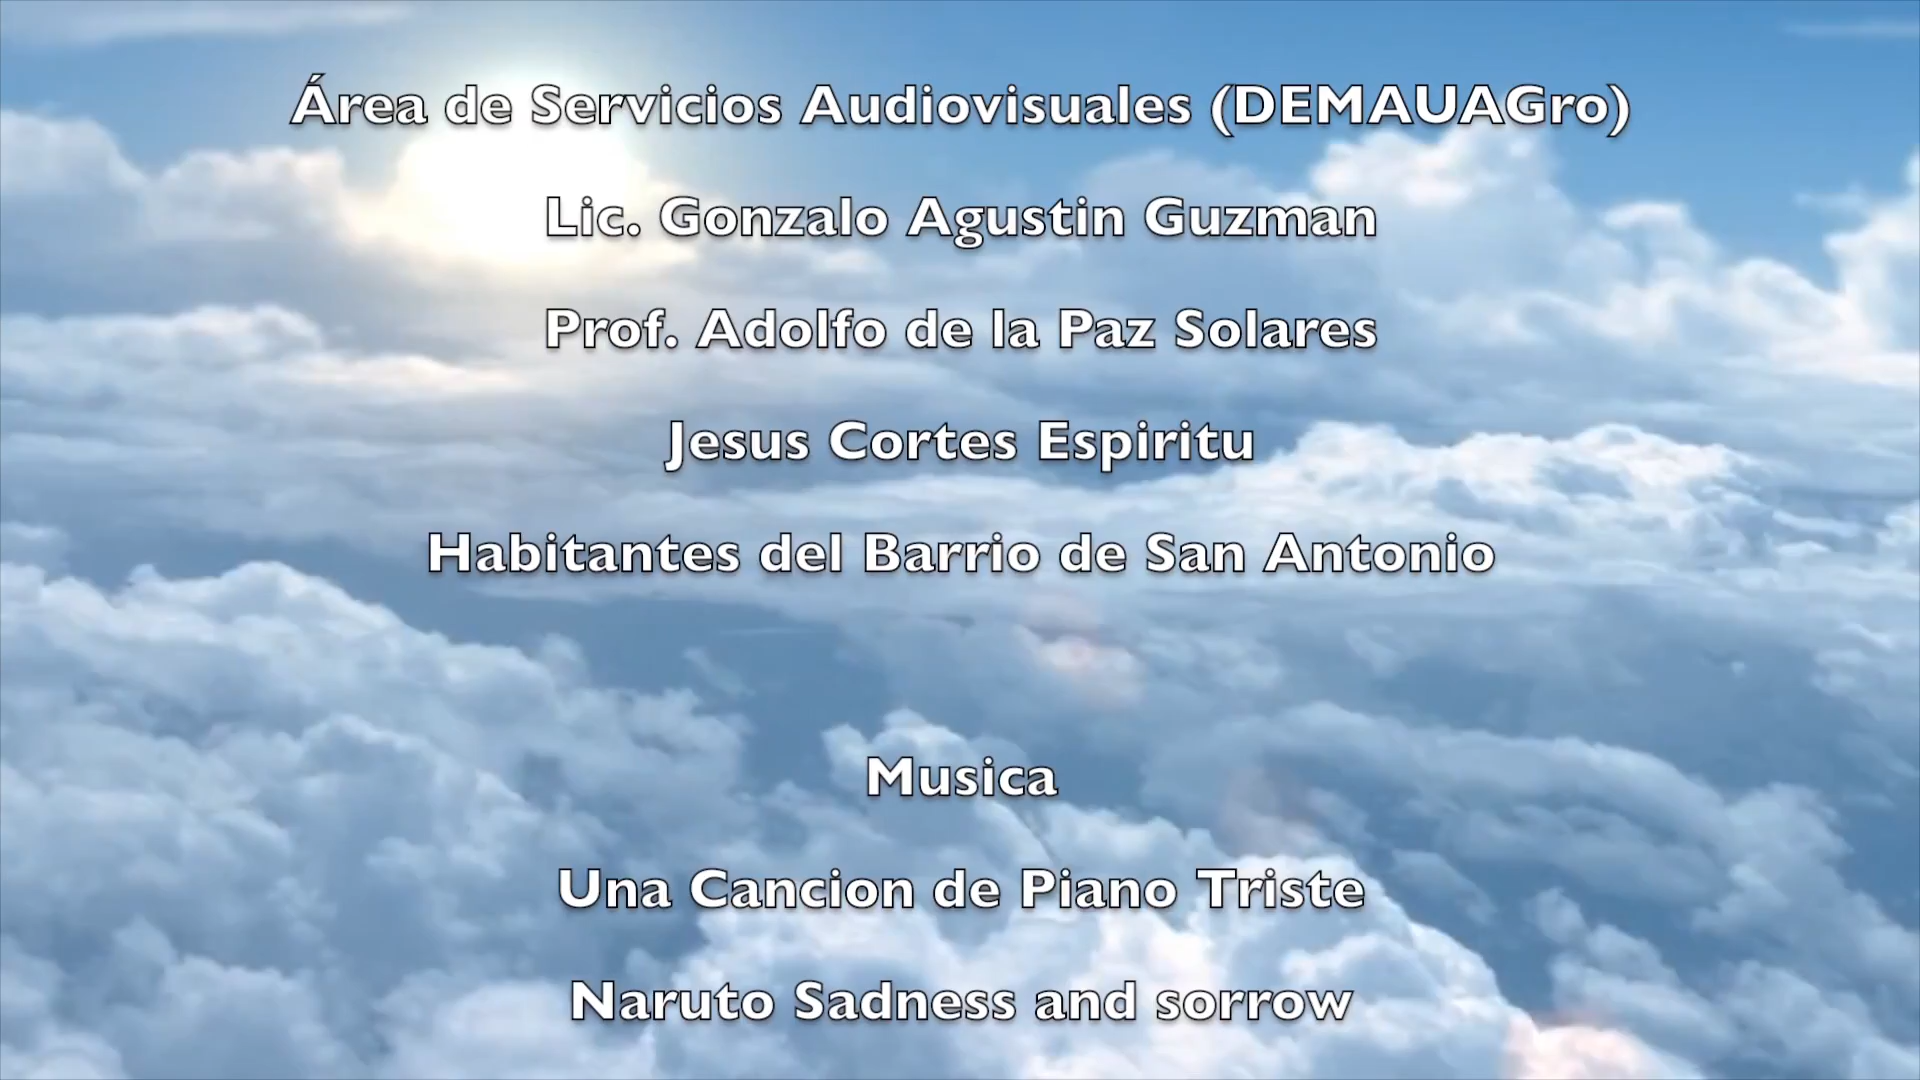 Área de Servicios Audiovisuales (DEMAUAGro)
Lic. Gonzalo Agustin Guzman
Prof. Adolfo de la Paz Solares
Jesus Cortes Espiritu
Habitantes del Barrio de San Antonio
Musica
Una Cancion de Piano Triste
Naruto Sadness and sorrow